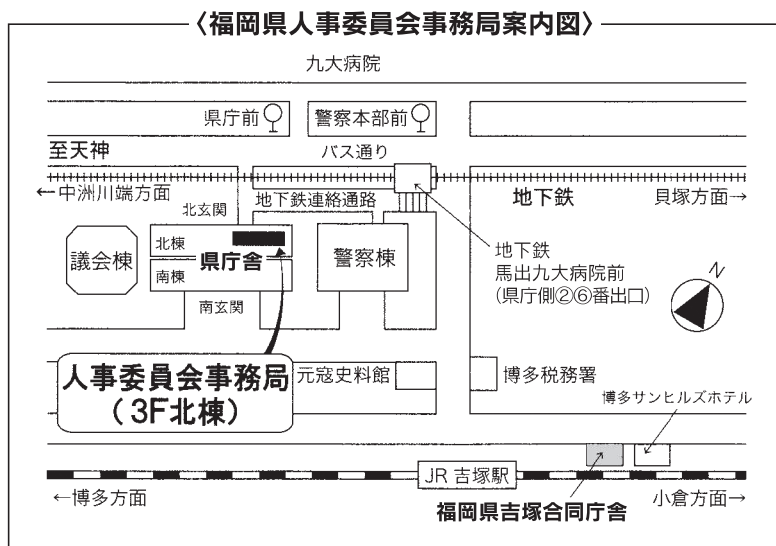 〈福岡県人事委員会事務局案内図〉
九大病院
県庁前
警察本部前
至天神
バス通り
←中洲川端方面
地下鉄連絡通路
地下鉄
貝塚方面→
北玄関
議会棟
北棟
県庁舎
南棟
警察棟
地下鉄
馬出九大病院前
(県庁側②⑥番出口)
N
南玄関
人事委員会事務局
(3F北棟)
元寇史料館
博多税務署
博多サンヒルズホテル
JR 吉塚駅
←博多方面
福岡県吉塚合同庁舎
小倉方面→